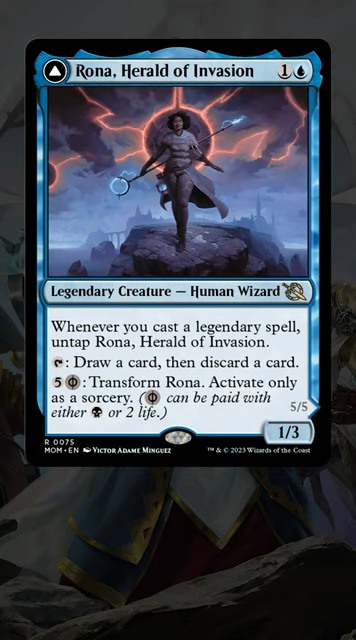 Rona, Herald of Invasion 1
Legendary Creature — Human Wizard
Whenever you cast a legendary spell,
untap Rona, Herald of Invasion.
: Draw a card, then discard a card.
5 : Transform Rona. Activate only
as a sorcery. ( can be paid with
either or 2 life.)
5/5
1/3
R 0075
MOM • EN Victor Adame Minguez
™ & © 2023 Wizards of the Coast